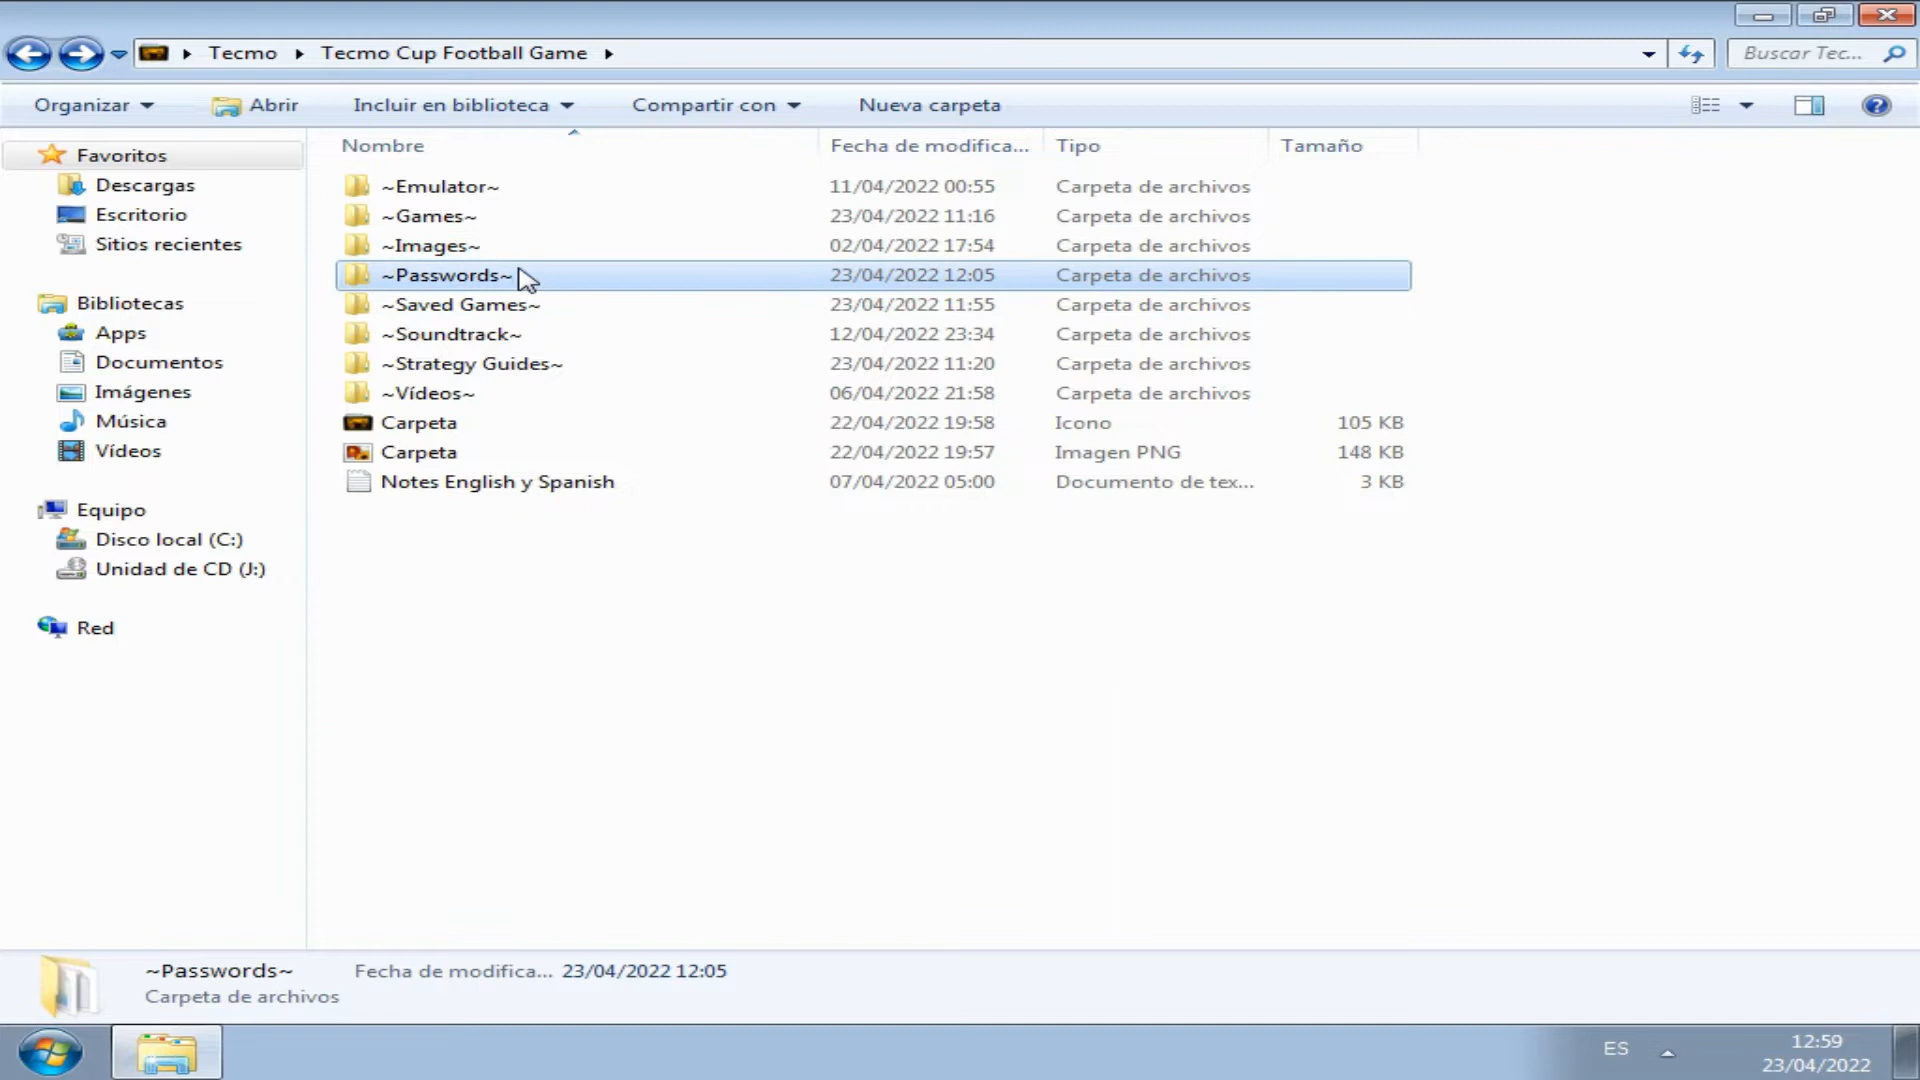 Tecmo Tecmo Cup Football Game
Buscar Tec...
Organizar Abrir Incluir en biblioteca Compartir con Nueva carpeta
Nombre Fecha de modifica... Tipo Tamaño
Favoritos
Descargas
Escritorio
Sitios recientes
Bibliotecas
Apps
Documentos
Imágenes
Música
Vídeos
Equipo
Disco local (C:)
Unidad de CD (J:)
Red
~Emulator~ 11/04/2022 00:55 Carpeta de archivos
~Games~ 23/04/2022 11:16 Carpeta de archivos
~Images~ 02/04/2022 17:54 Carpeta de archivos
~Passwords~ 23/04/2022 12:05 Carpeta de archivos
~Saved Games~ 23/04/2022 11:55 Carpeta de archivos
~Soundtrack~ 12/04/2022 23:34 Carpeta de archivos
~Strategy Guides~ 23/04/2022 11:20 Carpeta de archivos
~Vídeos~ 06/04/2022 21:58 Carpeta de archivos
Carpeta 22/04/2022 19:58 Icono 105 KB
Carpeta 22/04/2022 19:57 Imagen PNG 148 KB
Notes English y Spanish 07/04/2022 05:00 Documento de tex... 3 KB
~Passwords~ Fecha de modifica... 23/04/2022 12:05
Carpeta de archivos
ES
12:59
23/04/2022